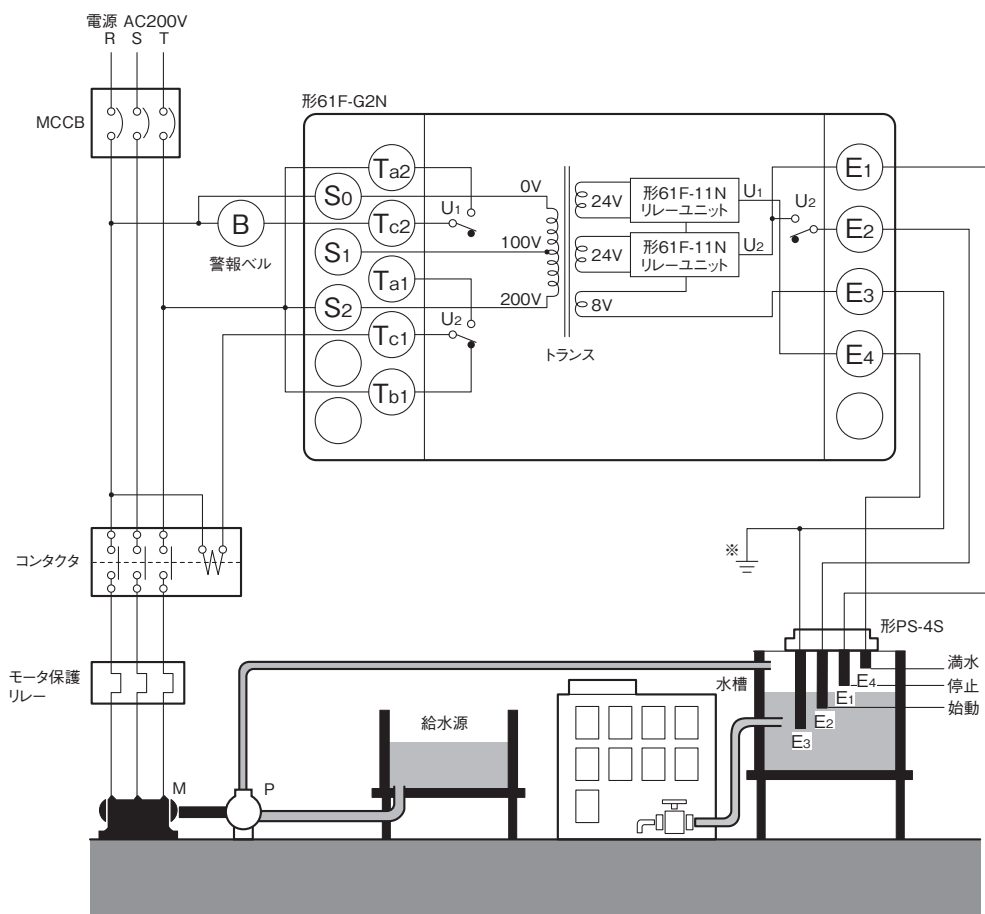 電源 AC200V
R S T
MCCB
形61F-G2N
Ta2
S0
B
警報ベル
Tc2
S1
Ta1
S2
Tc1
Tb1
U1
U2
0V
100V
200V
24V
24V
8V
トランス
形61F-11N
リレーユニット
U1
形61F-11N
リレーユニット
U2
U2
E1
E2
E3
E4
コンタクタ
※
形PS-4S
モータ保護
リレー
水槽
満水
停止
始動
E4
E1
E2
E3
給水源
M
P